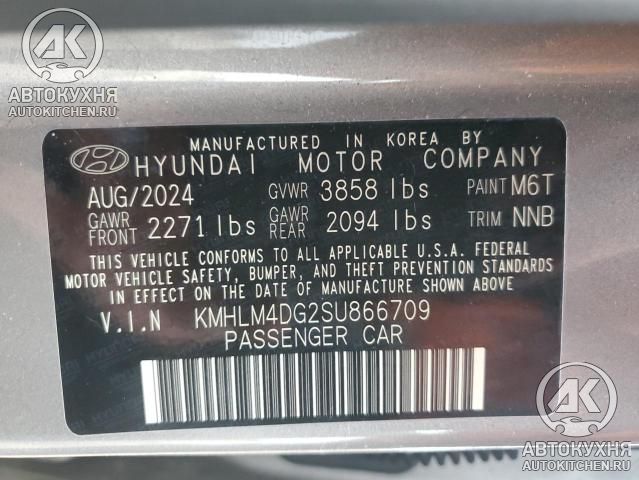 АВТОКУХНЯ
AUTOKITCHEN.RU
MANUFACTURED IN KOREA BY
HYUNDAI MOTOR COMPANY
AUG/2024 GVWR 3858 lbs PAINT M6T
GAWR FRONT 2271 lbs GAWR REAR 2094 lbs TRIM NNB
THIS VEHICLE CONFORMS TO ALL APPLICABLE U.S.A. FEDERAL
MOTOR VEHICLE SAFETY, BUMPER, AND THEFT PREVENTION
STANDARDS IN EFFECT ON THE DATE OF MANUFACTURE SHOWN ABOVE.
V.I.N KMHLM4DG2SU866709
PASSENGER CAR
АВТОКУХНЯ
AUTOKITCHEN.RU